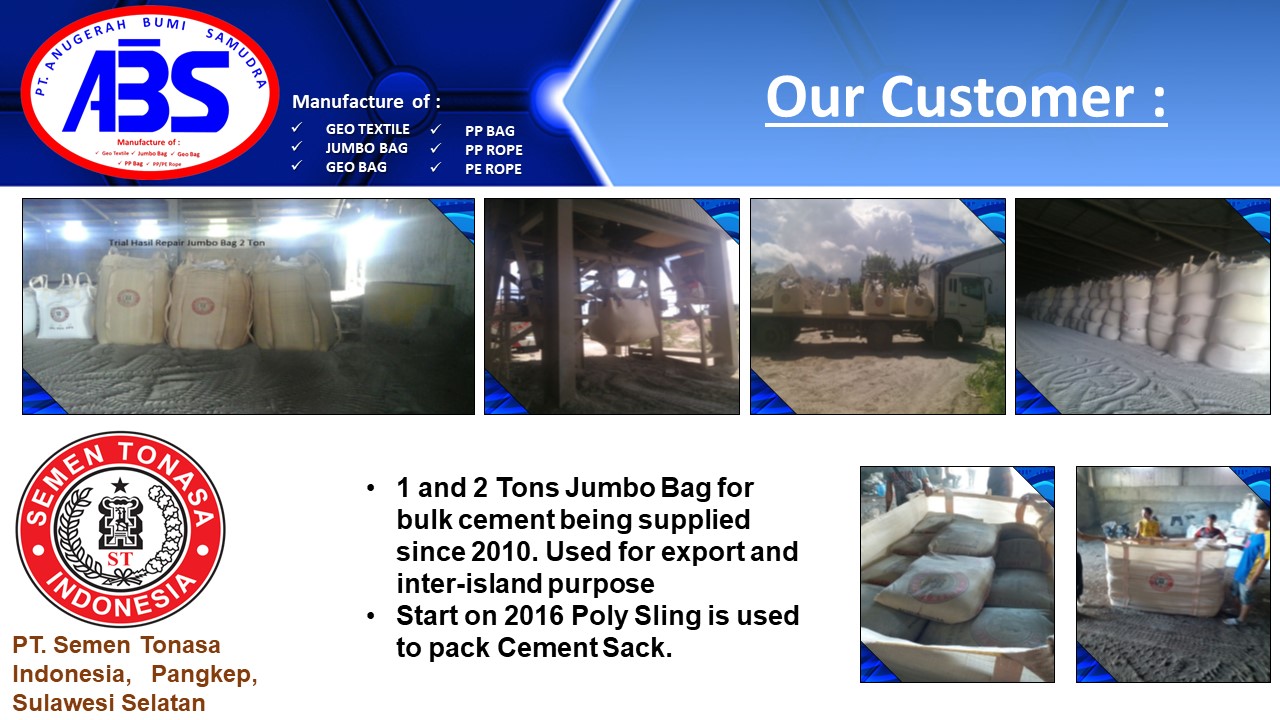 PT. ANUGERAH BUMI SAMUDRA
ABS
Manufacture of :
✓ Geo Textile ✓ Jumbo Bag ✓ Geo Bag
✓ PP Bag ✓ PP/PE Rope
Manufacture of :
✓ GEO TEXTILE
✓ JUMBO BAG
✓ GEO BAG
✓ PP BAG
✓ PP ROPE
✓ PE ROPE
Our Customer :
Trial Hasil Repair Jumbo Bag 2 Ton
SEMEN TONASA
ST
INDONESIA
PT. Semen Tonasa
Indonesia, Pangkep,
Sulawesi Selatan
• 1 and 2 Tons Jumbo Bag for
bulk cement being supplied
since 2010. Used for export and
inter-island purpose
• Start on 2016 Poly Sling is used
to pack Cement Sack.